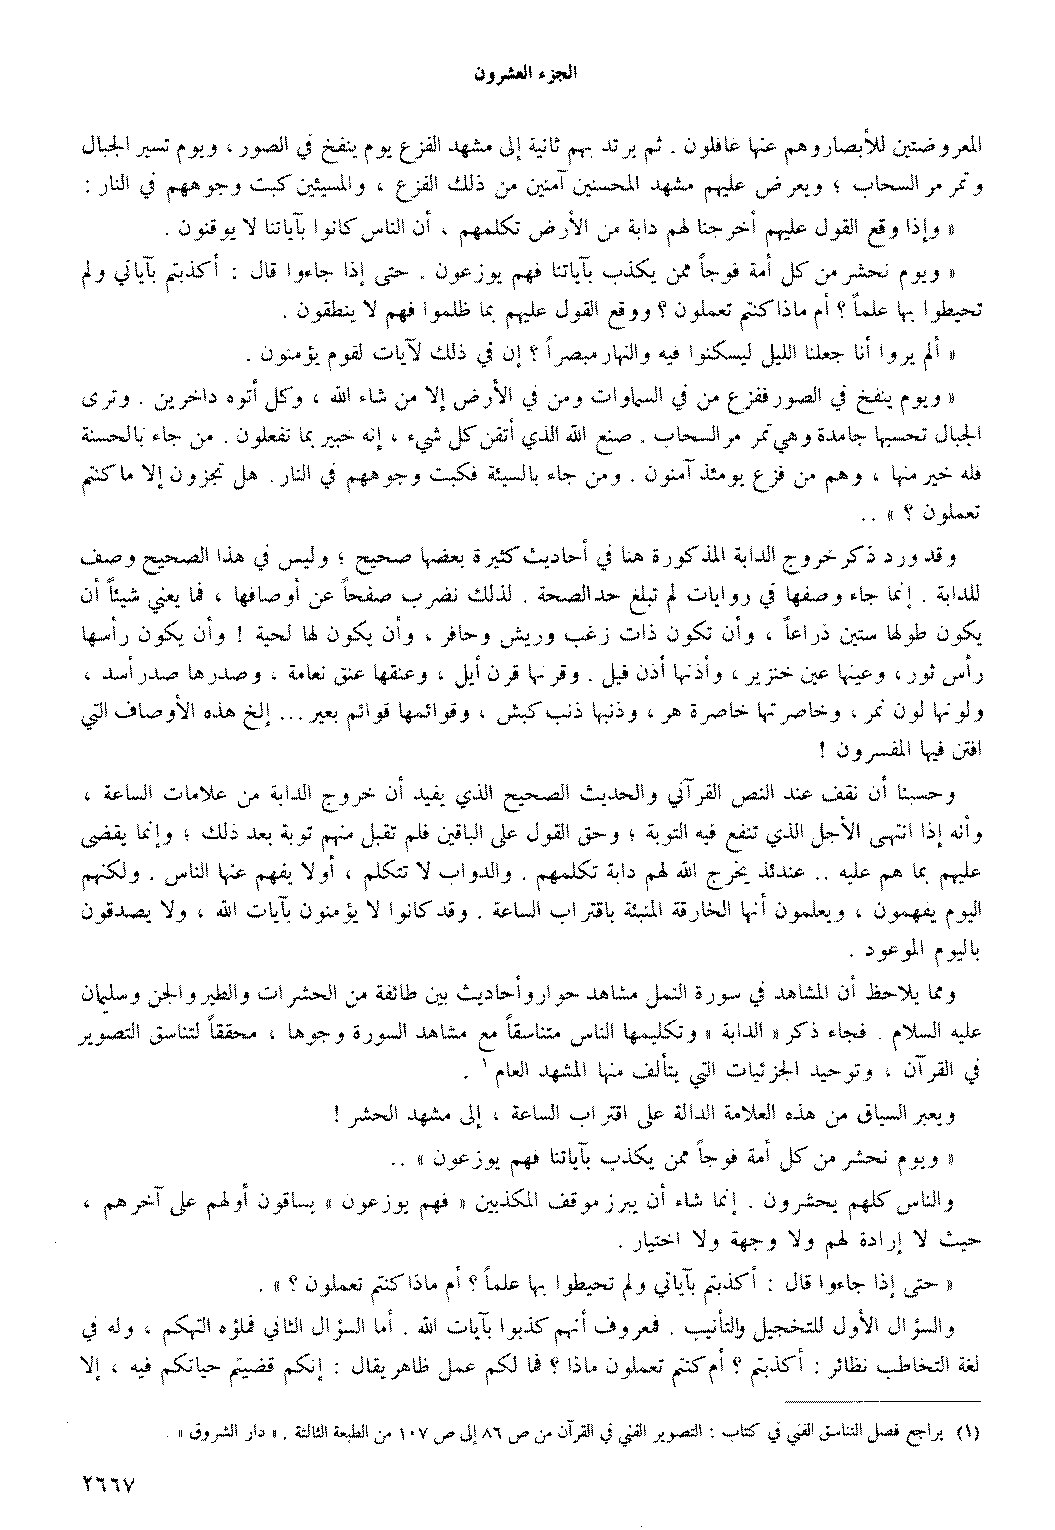 الجزء العشرون
المعروضتين للأبصار وهم عنها غافلون . ثم يرتد بهم ثانية إلى مشهد الفزع يوم ينفخ في الصور ، ويوم تسير الجبال
وتمر مر السحاب ؛ ويعرض عليهم مشهد المحسنين آمنين من ذلك الفزع ، والمسيئين كبت وجوههم في النار :
« وإذا وقع القول عليهم أخرجنا لهم دابة من الأرض تكلمهم ، أن الناس كانوا بآياتنا لا يوقنون .
« ويوم نحشر من كل أمة فوجاً ممن يكذب بآياتنا فهم يوزعون . حتى إذا جاءوا قال : أكذبتم بآياتي ولم
تحيطوا بها علماً ؟ أم ماذا كنتم تعملون ؟ ووقع القول عليهم بما ظلموا فهم لا ينطقون .
« ألم يروا أنا جعلنا الليل ليسكنوا فيه والنهار مبصراً ؟ إن في ذلك لآيات لقوم يؤمنون .
« ويوم ينفخ في الصور ففزع من في السماوات ومن في الأرض إلا من شاء الله ، وكل أتوه داخرين . وترى
الجبال تحسبها جامدة وهي تمر مر السحاب . صنع الله الذي أتقن كل شيء ، إنه خبير بما تفعلون . من جاء بالحسنة
فله خير منها ، وهم من فزع يومئذ آمنون . ومن جاء بالسيئة فكبت وجوههم في النار . هل تجزون إلا ما كنتم
تعملون ؟ » ..
وقد ورد ذكر خروج الدابة المذكورة هنا في أحاديث كثيرة بعضها صحيح ؛ وليس في هذا الصحيح وصف
للدابة . إنما جاء وصفها في روايات لم تبلغ حد الصحة . لذلك نضرب صفحاً عن أوصافها ، فما يعني شيئاً أن
يكون طولها ستين ذراعاً ، وأن تكون ذات زغب وريش وحافر ، وأن يكون لها لحية ! وأن يكون رأسها
رأس ثور ، وعينها عين خنزير ، وأذنها أذن فيل . وقرنها قرن أيل ، وعنقها عنق نعامة ، وصدرها صدر أسد ،
ولونها لون نمر ، وخاصرتها خاصرة هر ، وذنبها ذنب كبش ، وقوائمها قوائم بعير ... إلخ هذه الأوصاف التي
افتن فيها المفسرون !
وحسبنا أن نقف عند النص القرآني والحديث الصحيح الذي يفيد أن خروج الدابة من علامات الساعة ،
وأنه إذا انتهى الأجل الذي تنفع فيه التوبة ؛ وحق القول على الباقين فلم تقبل منهم توبة بعد ذلك ؛ وإنما يقضى
عليهم بما هم عليه .. عندئذ يخرج الله لهم دابة تكلمهم . والدواب لا تتكلم ، أو لا يفهم عنها الناس . ولكنهم
اليوم يفهمون ، ويعلمون أنها الخارقة المنبئة باقتراب الساعة . وقد كانوا لا يؤمنون بآيات الله ، ولا يصدقون
باليوم الموعود .
ومما يلاحظ أن المشاهد في سورة النمل مشاهد حوار وأحاديث بين طائفة من الحشرات والطير والجن وسليمان
عليه السلام . فجاء ذكر « الدابة » وتكليمها الناس متناسقاً مع مشاهد السورة وجوها ، محققاً لتناسق التصوير
في القرآن ، وتوحيد الجزئيات التي يتألف منها المشهد العام ١ .
ويعبر السياق من هذه العلامة الدالة على اقتراب الساعة ، إلى مشهد الحشر !
« ويوم نحشر من كل أمة فوجاً ممن يكذب بآياتنا فهم يوزعون » ..
والناس كلهم يحشرون . إنما شاء أن يبرز موقف المكذبين « فهم يوزعون » يساقون أولهم على آخرهم ،
حيث لا إرادة لهم ولا وجهة ولا اختيار .
« حتى إذا جاءوا قال : أكذبتم بآياتي ولم تحيطوا بها علماً ؟ أم ماذا كنتم تعملون ؟ » .
والسؤال الأول للتخجيل والتأنيب . فمعروف أنهم كذبوا بآيات الله . أما السؤال الثاني فملؤه التهكم ، وله في
لغة التخاطب نظائر : أكذبتم ؟ أم كنتم تعملون ماذا ؟ فما لكم عمل ظاهر يقال : إنكم قضيتم حياتكم فيه ، إلا
(١) يراجع فصل التناسق الفني في كتاب : التصوير الفني في القرآن من ص ٨٦ إلى ص ١٠٧ من الطبعة الثالثة . « دار الشروق » .
٢٦٦٧